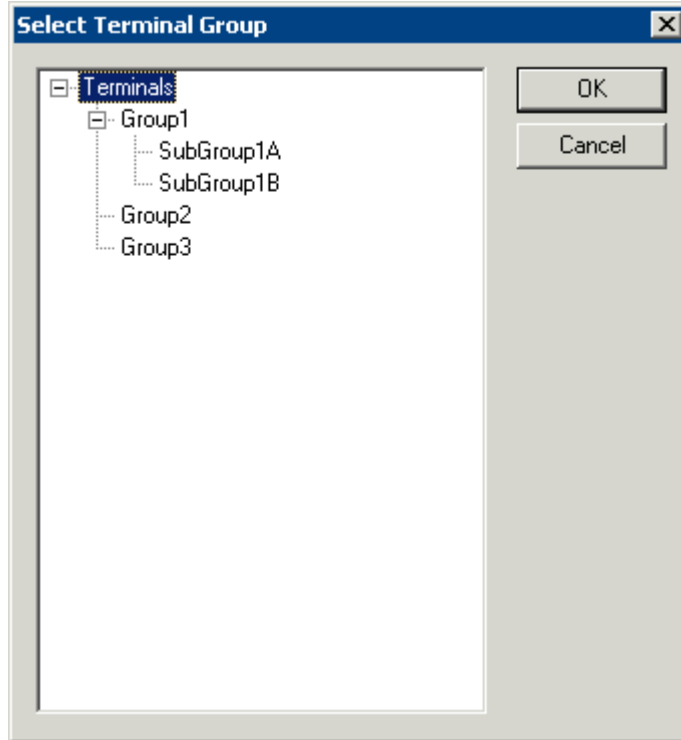 Select Terminal Group
Terminals
Group1
SubGroup1A
SubGroup1B
Group2
Group3
OK
Cancel